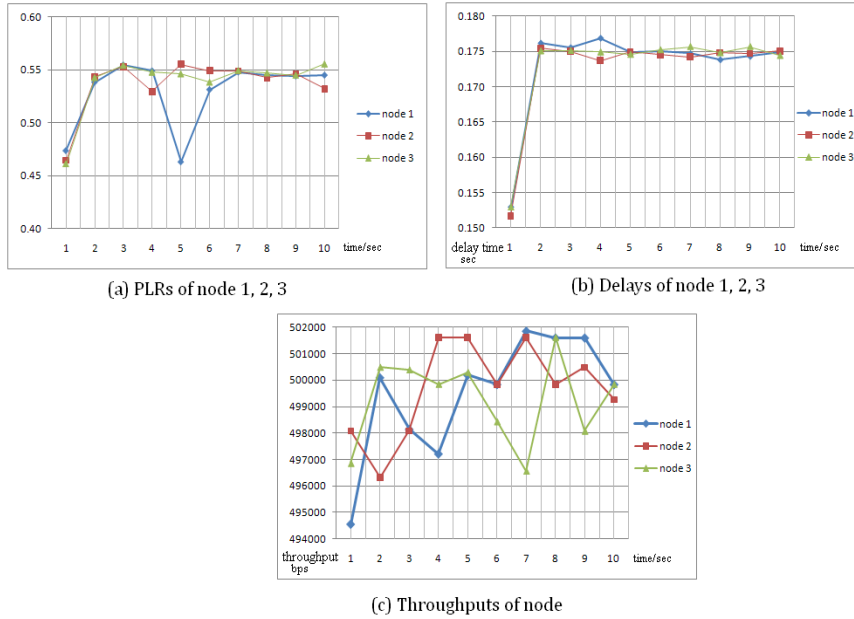 0.60
0.55
0.50
0.45
0.40
1 2 3 4 5 6 7 8 9 10 time/sec
node 1
node 2
node 3
(a) PLRs of node 1, 2, 3
0.180
0.175
0.170
0.165
0.160
0.155
0.150
delay time
sec
1 2 3 4 5 6 7 8 9 10 time/sec
node 1
node 2
node 3
(b) Delays of node 1, 2, 3
502000
501000
500000
499000
498000
497000
496000
495000
494000
throughput
bps
1 2 3 4 5 6 7 8 9 10 time/sec
node 1
node 2
node 3
(c) Throughputs of node